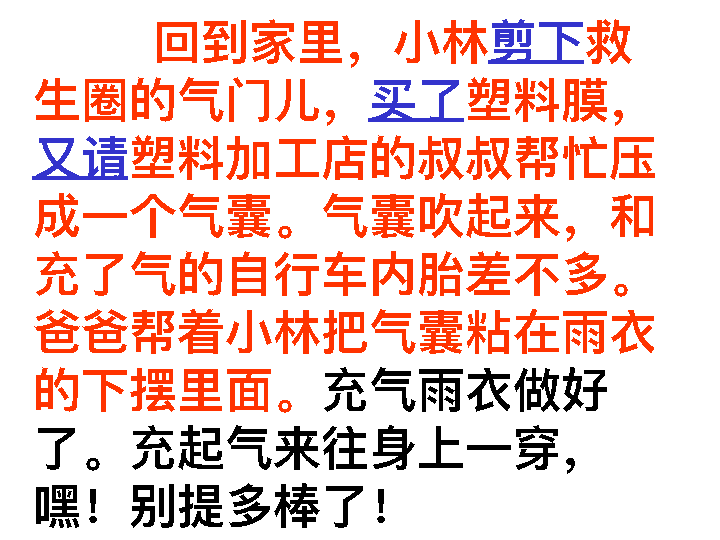 回到家里，小林剪下救
生圈的气门儿，买了塑料膜，
又请塑料加工店的叔叔帮忙压
成一个气囊。气囊吹起来，和
充了气的自行车内胎差不多。
爸爸帮着小林把气囊粘在雨衣
的下摆里面。充气雨衣做好
了。充起气来往身上一穿，
嘿！别提多棒了！